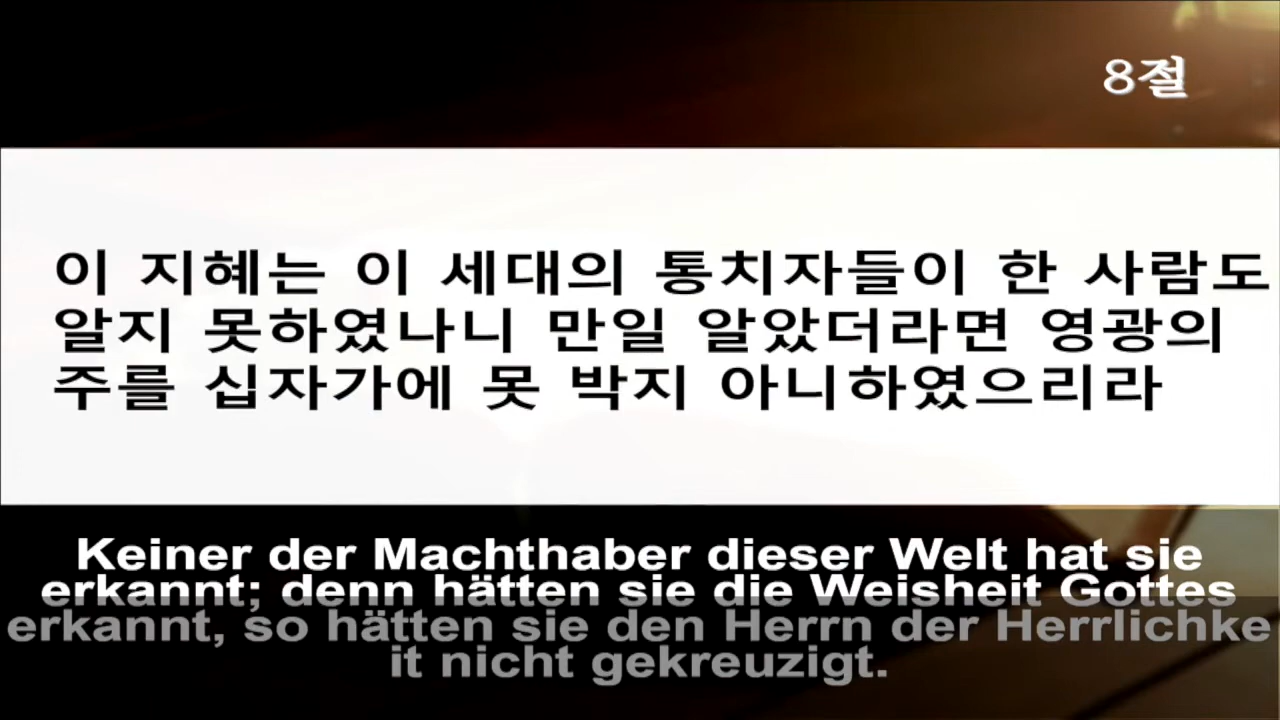 8절
이 지혜는 이 세대의 통치자들이 한 사람도
알지 못하였나니 만일 알았더라면 영광의
주를 십자가에 못 박지 아니하였으리라
Keiner der Machthaber dieser Welt hat sie
erkannt; denn hätten sie die Weisheit Gottes
erkannt, so hätten sie den Herrn der Herrlichke
it nicht gekreuzigt.